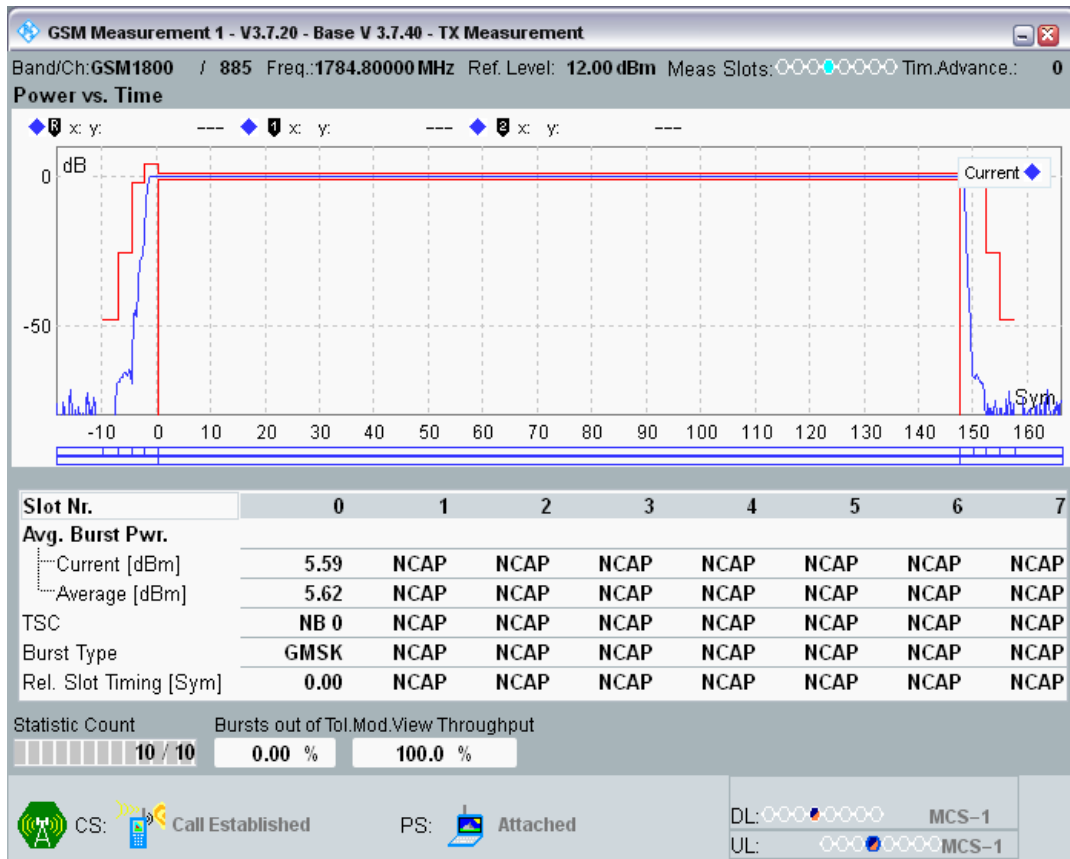 GSM Measurement 1 - V3.7.20 - Base V 3.7.40 - TX Measurement
Band/Ch:GSM1800 / 885 Freq.:1784.80000 MHz Ref. Level: 12.00 dBm Meas Slots: Tim.Advance.: 0
Power vs. Time
R x: y: --- 1 x: y: --- 2 x: y: ---
dB
Current
0
-50
Sym
-10 0 10 20 30 40 50 60 70 80 90 100 110 120 130 140 150 160
Slot Nr. 0 1 2 3 4 5 6 7
Avg. Burst Pwr.
Current [dBm] 5.59 NCAP NCAP NCAP NCAP NCAP NCAP NCAP
Average [dBm] 5.62 NCAP NCAP NCAP NCAP NCAP NCAP NCAP
TSC NB 0 NCAP NCAP NCAP NCAP NCAP NCAP NCAP
Burst Type GMSK NCAP NCAP NCAP NCAP NCAP NCAP NCAP
Rel. Slot Timing [Sym] 0.00 NCAP NCAP NCAP NCAP NCAP NCAP NCAP
Statistic Count Bursts out of Tol. Mod.View Throughput
10 / 10 0.00 % 100.0 %
CS: Call Established PS: Attached
DL: MCS-1
UL: MCS-1